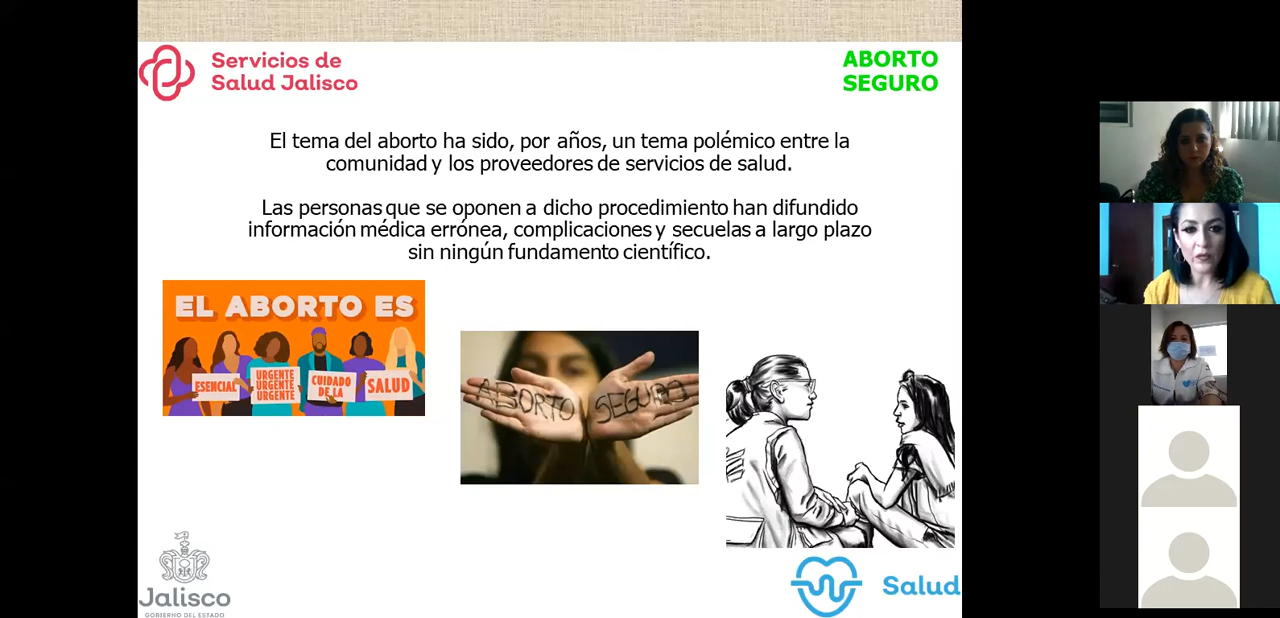 Servicios de
Salud Jalisco
ABORTO
SEGURO
El tema del aborto ha sido, por años, un tema polémico entre la
comunidad y los proveedores de servicios de salud.
Las personas que se oponen a dicho procedimiento han difundido
información médica errónea, complicaciones y secuelas a largo plazo
sin ningún fundamento científico.
EL ABORTO ES
ESENCIAL
URGENTE
URGENTE
URGENTE
CUIDADO
DE LA
SALUD
ABORTO SEGURO
Jalisco
GOBIERNO DEL ESTADO
Salud